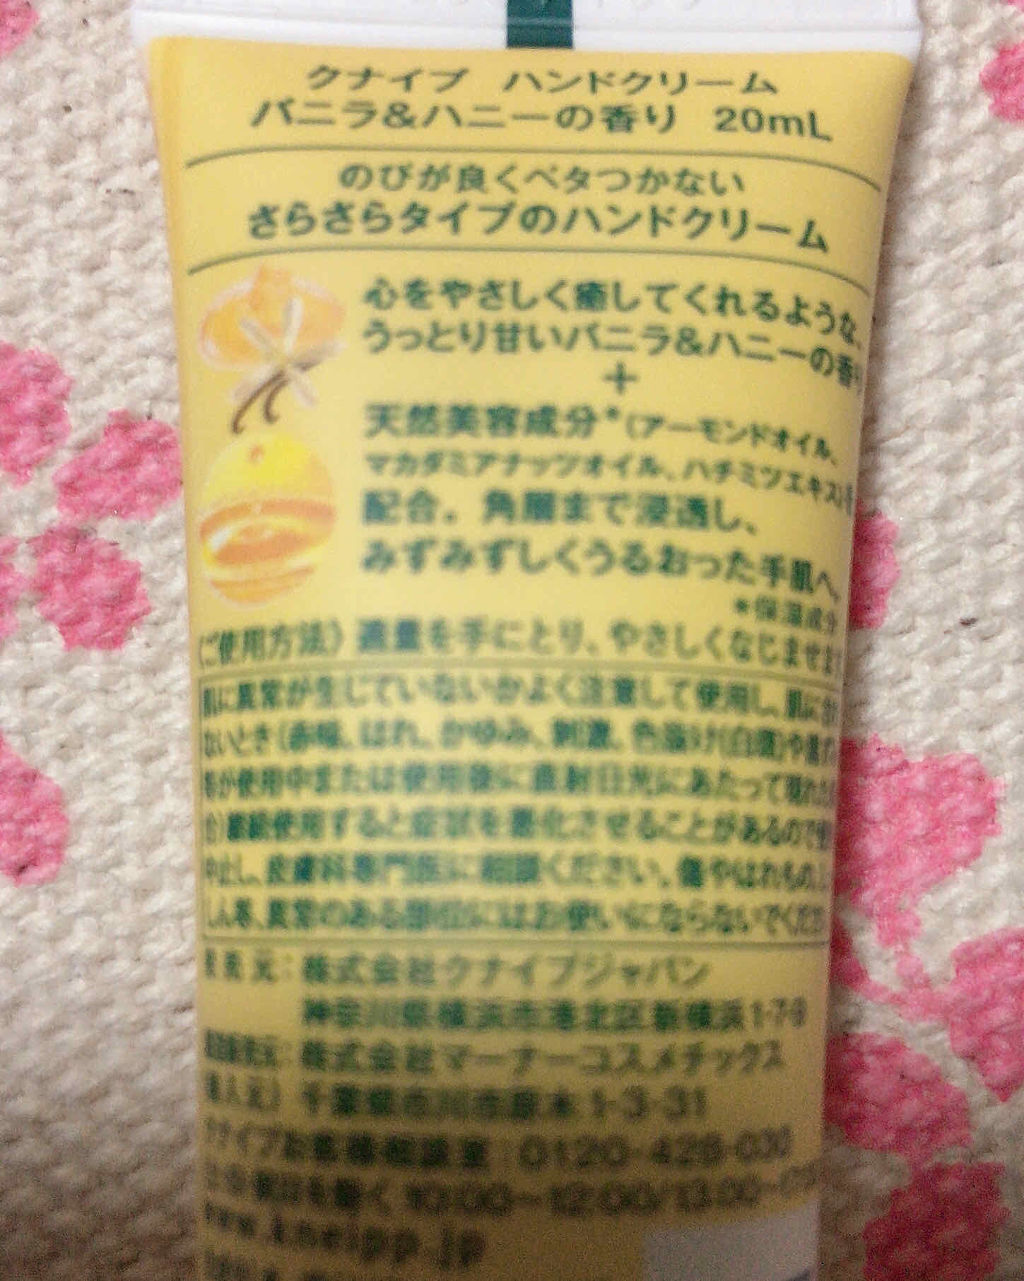 クナイプ ハンドクリーム
バニラ&ハニーの香り 20mL
のびが良くベタつかない
さらさらタイプのハンドクリーム
心をやさしく癒してくれるような、
うっとり甘いバニラ&ハニーの香り
+
天然美容成分*(アーモンドオイル、
マカダミアナッツオイル、ハチミツエキス)を
配合。角層まで浸透し、
みずみずしくうるおった手肌へ。
*保湿成分
〈ご使用方法〉適量を手にとり、やさしくなじませま
肌に異常が生じていないかよく注意して使用し、肌に合
ないとき(赤味、はれ、かゆみ、刺激、色抜け(白斑)や黒
等が使用中または使用後に直射日光にあたって現れ
継続使用すると症状を悪化させることがあるので使
中止し、皮膚科専門医に相談ください。傷やはれもの、
しん等、異常のある部位にはお使いにならないでくだ
発売元: 株式会社クナイプジャパン
神奈川県横浜市港北区新横浜1-7-9
株式会社マーナーコスメチックス
千葉県市川市原木1-3-31
クナイプお客様相談室 0120-428-030
土日祝日を除く 10:00〜12:00/13:00〜
www.kneipp.jp